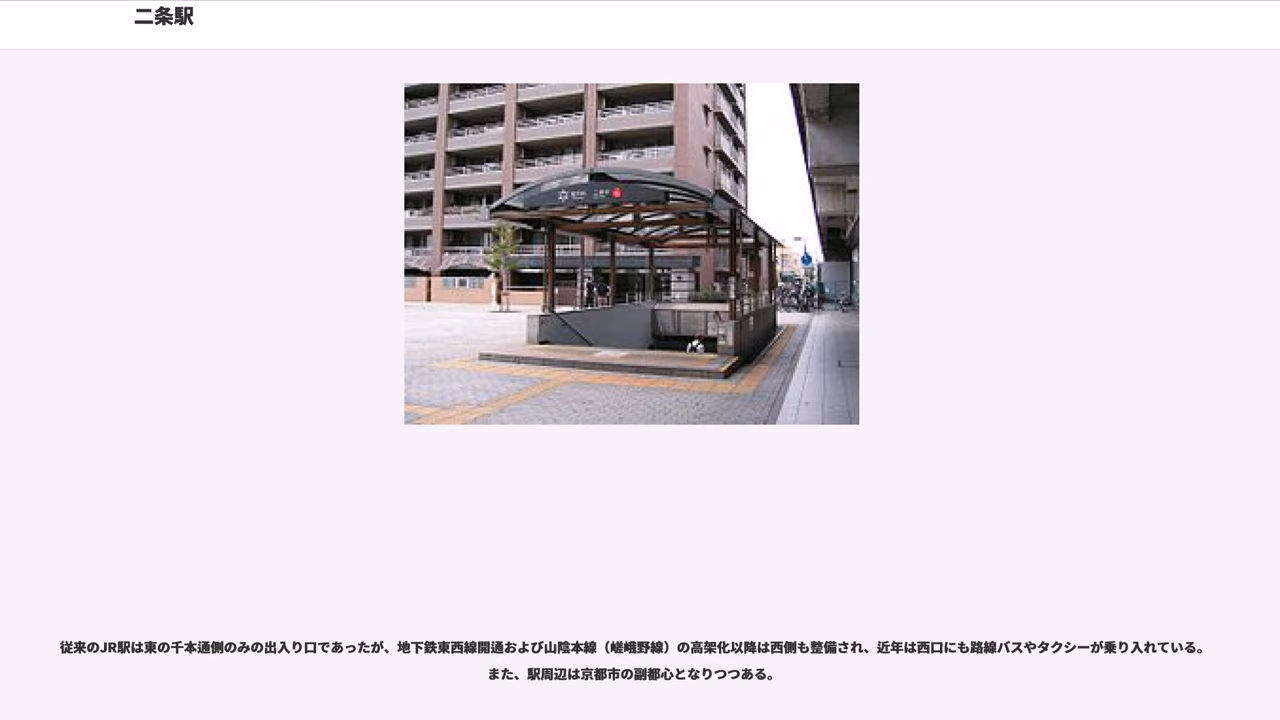 二条駅
従来のJR駅は東の千本通側のみの出入り口であったが、地下鉄東西線開通および山陰本線（嵯峨野線）の高架化以降は西側も整備され、近年は西口にも路線バスやタクシーが乗り入れている。
また、駅周辺は京都市の副都心となりつつある。